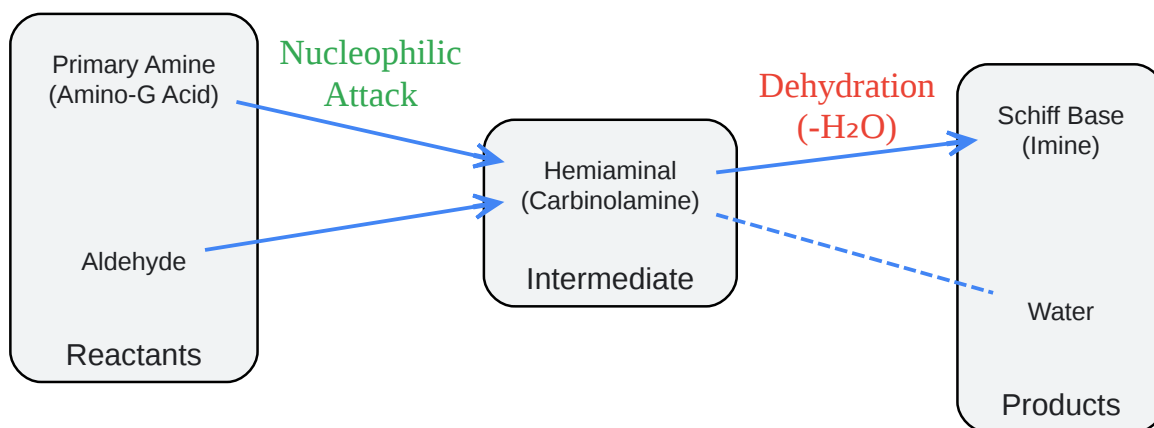 Primary Amine
(Amino-G Acid)
Aldehyde
Reactants
Nucleophilic
Attack
Hemiaminal
(Carbinolamine)
Intermediate
Dehydration
(-H₂O)
Schiff Base
(Imine)
Water
Products